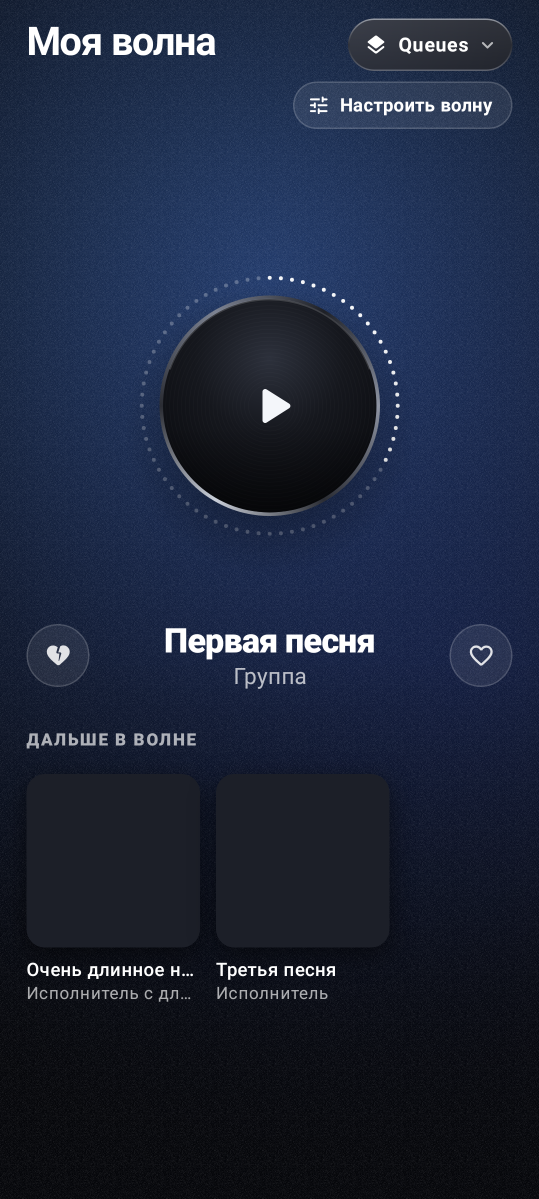 Моя волна
Queues
Настроить волну
Первая песня
Группа
ДАЛЬШЕ В ВОЛНЕ
Очень длинное н...
Третья песня
Исполнитель с дл...
Исполнитель